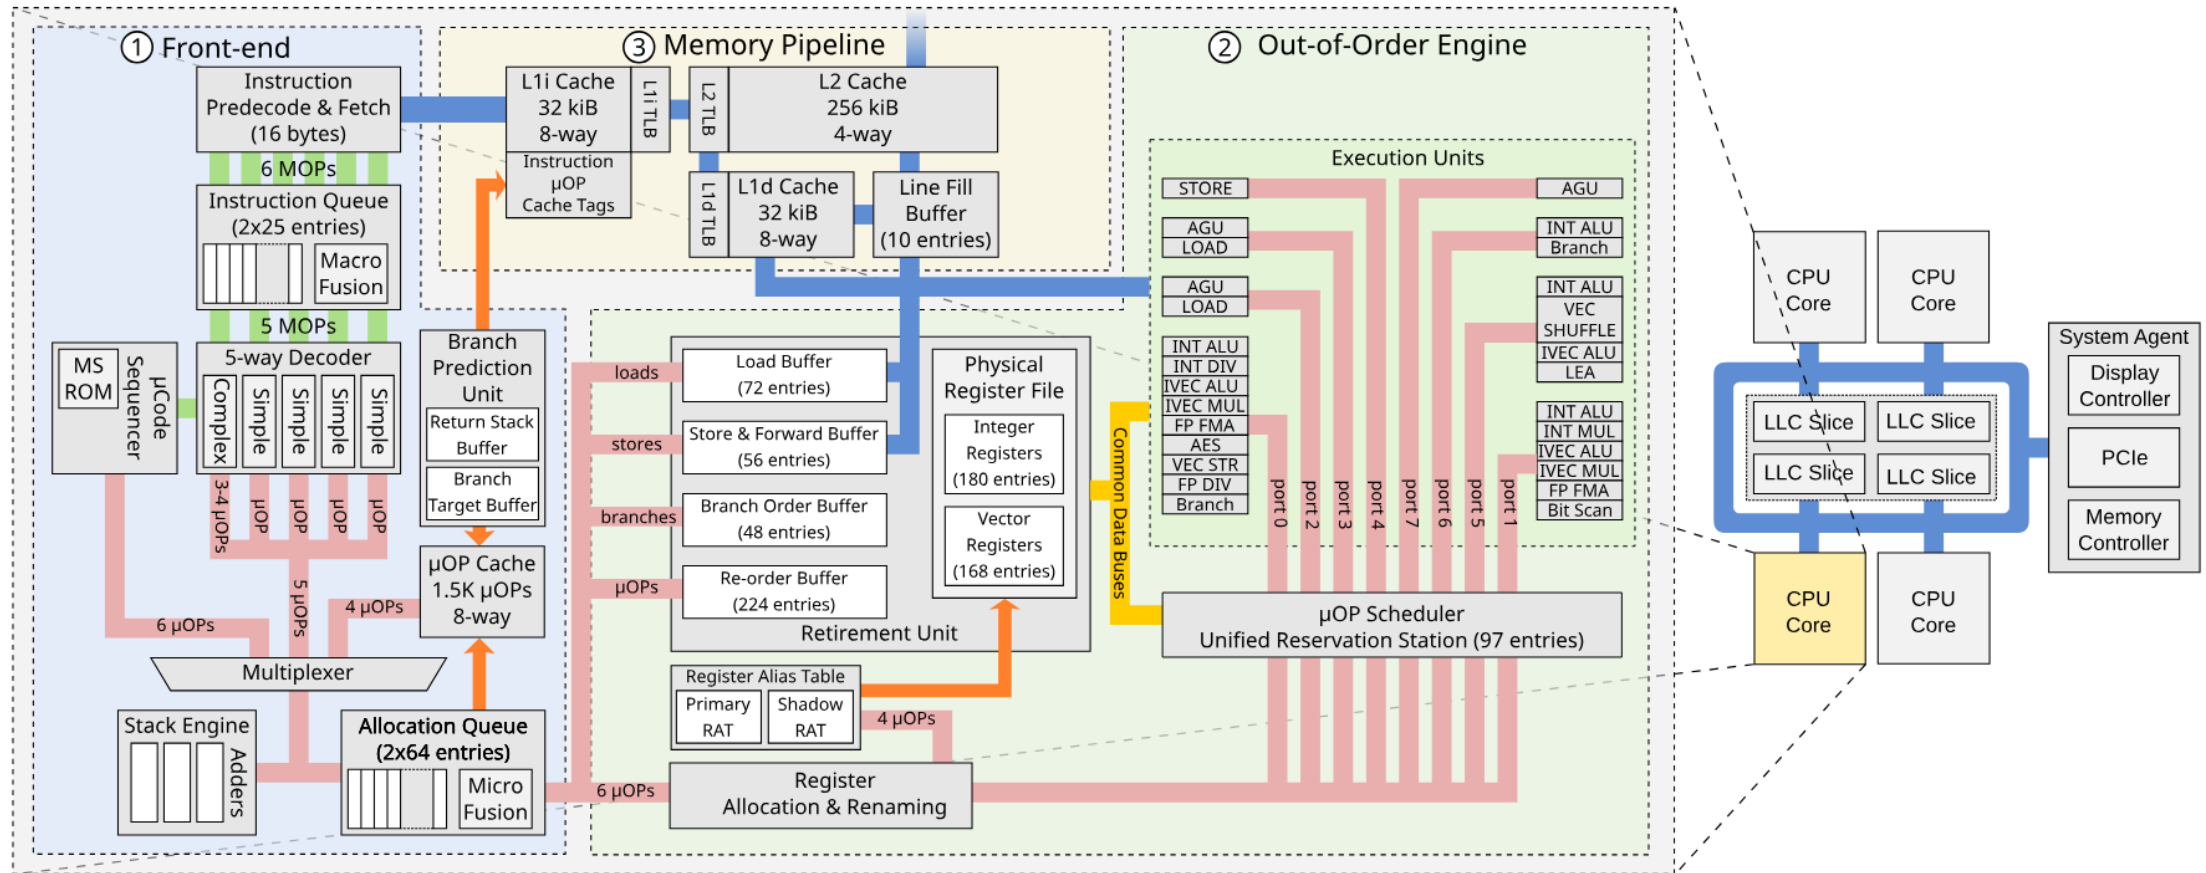 1 Front-end
Instruction
Predecode & Fetch
(16 bytes)
6 MOPs
Instruction Queue
(2x25 entries)
Macro
Fusion
5 MOPs
MS
ROM
µCode
Sequencer
5-way Decoder
Complex
Simple
Simple
Simple
Simple
3-4 µOPs
µOP
µOP
µOP
µOP
Branch
Prediction
Unit
Return Stack
Buffer
Branch
Target Buffer
µOP Cache
1.5K µOPs
8-way
5 µOPs
4 µOPs
6 µOPs
Multiplexer
Stack Engine
Adders
Allocation Queue
(2x64 entries)
Micro
Fusion
3 Memory Pipeline
L1i Cache
32 kiB
8-way
L1i TLB
Instruction
µOP
Cache Tags
L2 TLB
L2 Cache
256 kiB
4-way
L1d TLB
L1d Cache
32 kiB
8-way
Line Fill
Buffer
(10 entries)
2 Out-of-Order Engine
loads
stores
branches
µOPs
6 µOPs
Load Buffer
(72 entries)
Store & Forward Buffer
(56 entries)
Branch Order Buffer
(48 entries)
Re-order Buffer
(224 entries)
Physical
Register File
Integer
Registers
(180 entries)
Vector
Registers
(168 entries)
Retirement Unit
Register Alias Table
Primary
RAT
Shadow
RAT
4 µOPs
Register
Allocation & Renaming
Common Data Buses
Execution Units
STORE
AGU
LOAD
AGU
LOAD
INT ALU
INT DIV
IVEC ALU
IVEC MUL
FP FMA
AES
VEC STR
FP DIV
Branch
AGU
INT ALU
Branch
INT ALU
VEC
SHUFFLE
IVEC ALU
LEA
INT ALU
INT MUL
IVEC ALU
IVEC MUL
FP FMA
Bit Scan
port 0
port 2
port 3
port 4
port 7
port 6
port 5
port 1
µOP Scheduler
Unified Reservation Station (97 entries)
CPU
Core
CPU
Core
LLC Slice
LLC Slice
LLC Slice
LLC Slice
CPU
Core
CPU
Core
System Agent
Display
Controller
PCIe
Memory
Controller